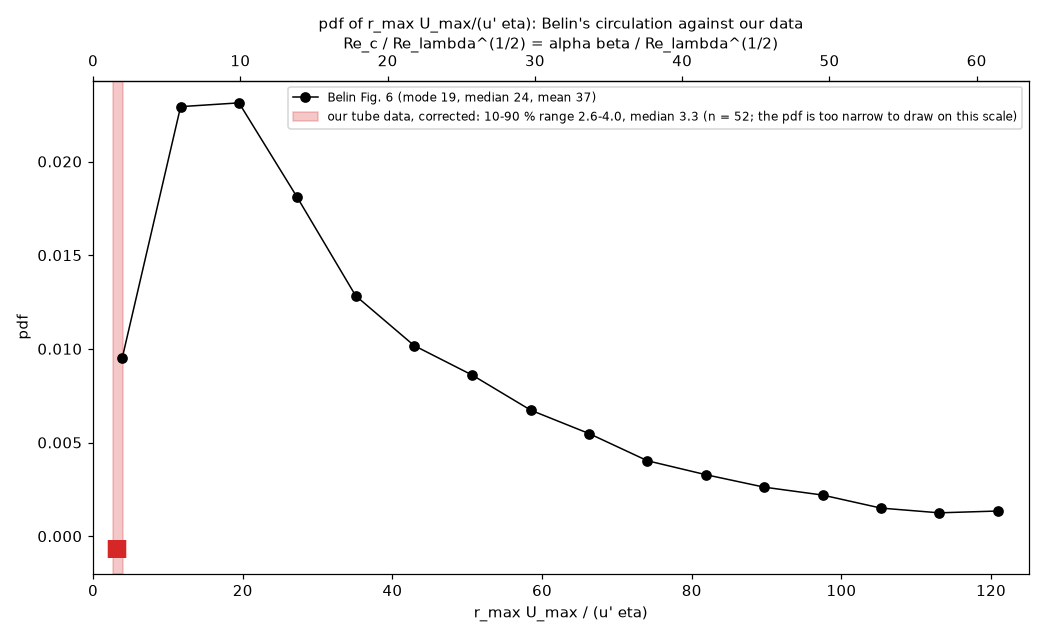 pdf of r_max U_max/(u' eta): Belin's circulation against our data
Re_c / Re_lambda^(1/2) = alpha beta / Re_lambda^(1/2)
0 10 20 30 40 50 60
Belin Fig. 6 (mode 19, median 24, mean 37)
our tube data, corrected: 10-90 % range 2.6-4.0, median 3.3 (n = 52; the pdf is too narrow to draw on this scale)
0.020
0.015
0.010
0.005
0.000
pdf
0 20 40 60 80 100 120
r_max U_max / (u' eta)